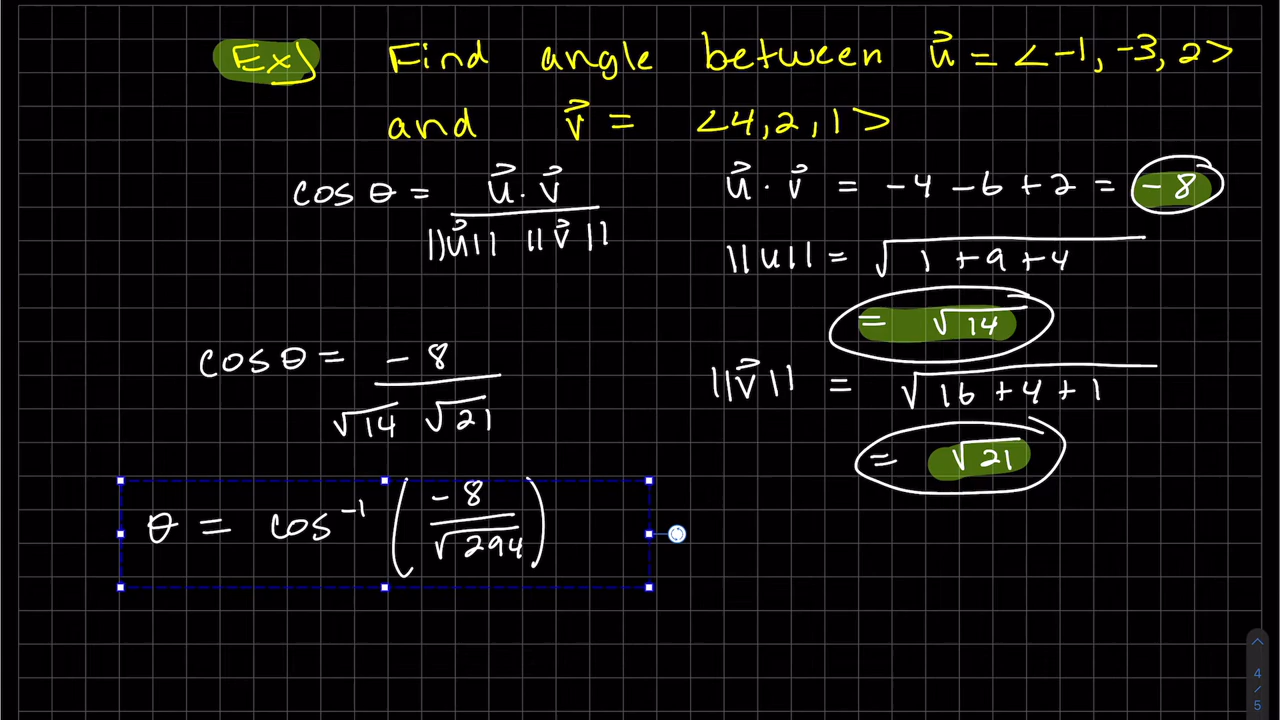 Ex) Find angle between u⃗ = <-1, -3, 2>
and v⃗ = <4, 2, 1>
cos θ = u⃗ · v⃗ / ||u⃗|| ||v⃗||
u⃗ · v⃗ = -4 -6 +2 = -8
||u|| = √(1 + 9 + 4)
= √14
cos θ = -8 / √14 √21
||v⃗|| = √(16 + 4 + 1)
= √21
θ = cos⁻¹ (-8 / √294)
4
/
5